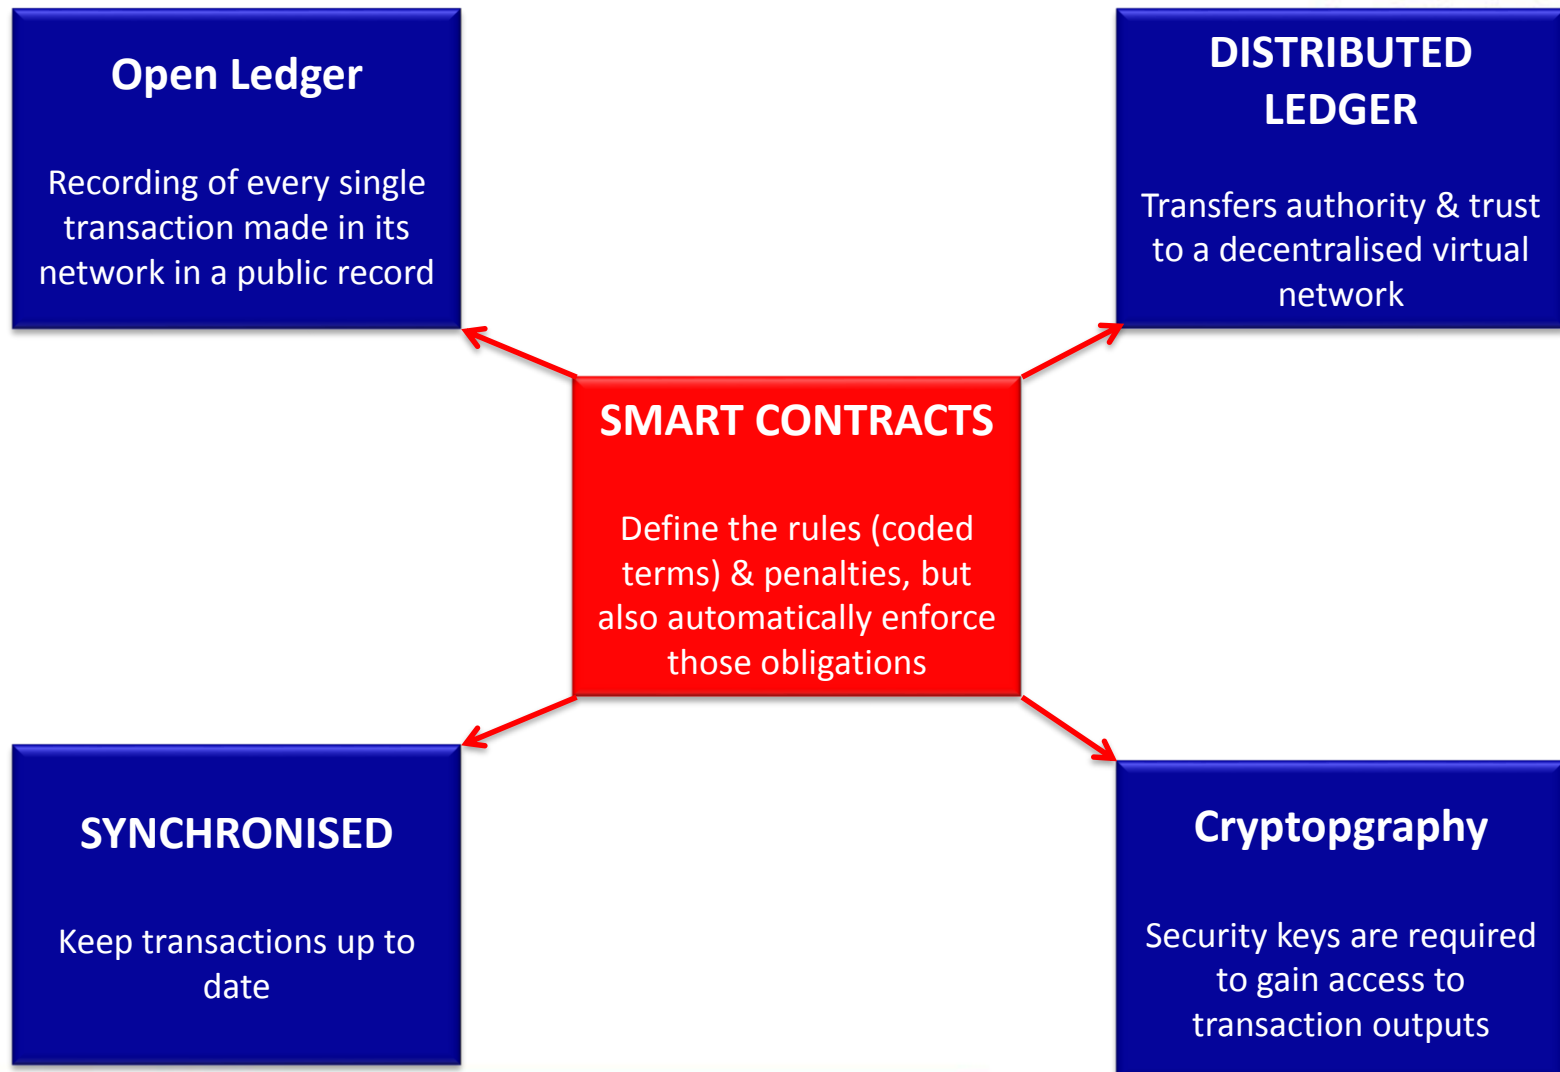 Open Ledger
Recording of every single
transaction made in its
network in a public record
DISTRIBUTED
LEDGER
Transfers authority & trust
to a decentralised virtual
network
SMART CONTRACTS
Define the rules (coded
terms) & penalties, but
also automatically enforce
those obligations
SYNCHRONISED
Keep transactions up to
date
Cryptopgraphy
Security keys are required
to gain access to
transaction outputs